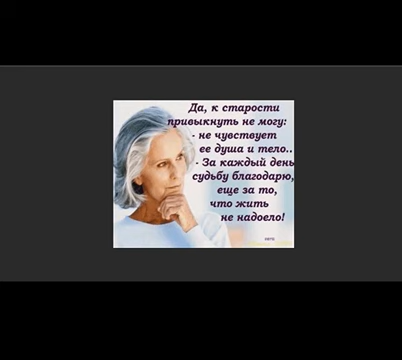 Да, к старости
привыкнуть не могу:
- не чувствует
ее душа и тело..
- За каждый день
судьбу благодарю,
еще за то,
что жить
не надоело!